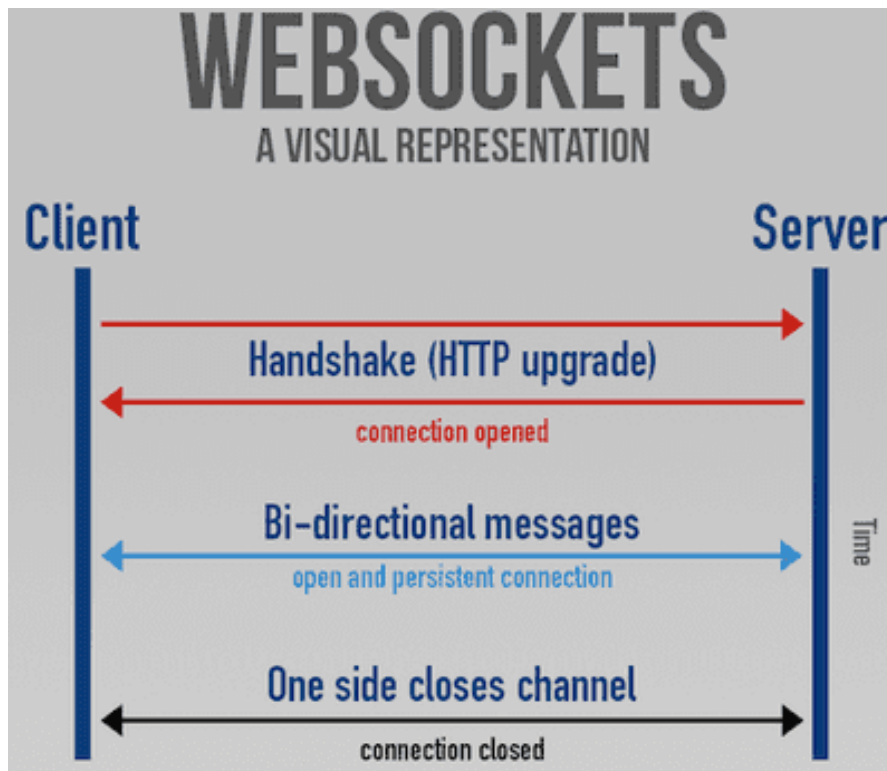 WEBSOCKETS
A VISUAL REPRESENTATION
Client Server
Handshake (HTTP upgrade)
connection opened
Bi-directional messages
open and persistent connection
Time
One side closes channel
connection closed